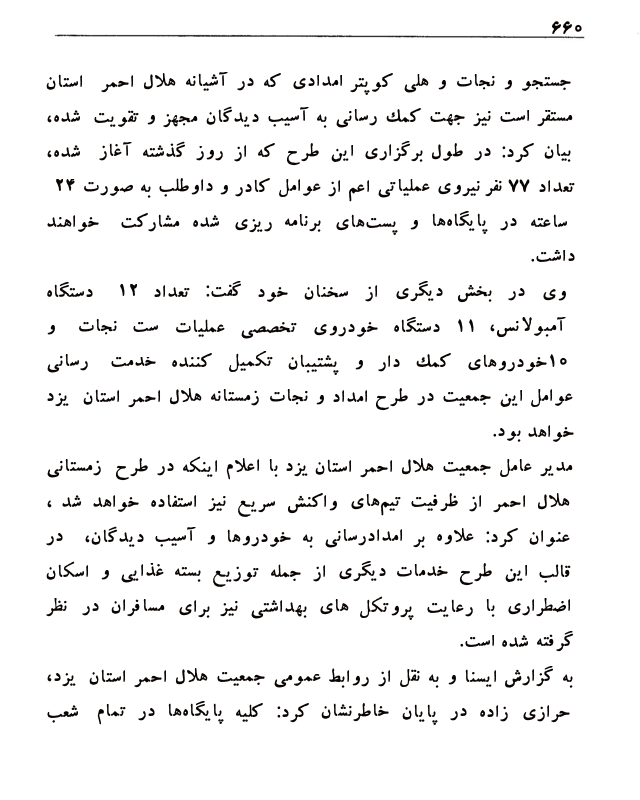 ۶۶۰
جستجو و نجات و هلی کوپتر امدادی که در آشیانه هلال احمر استان
مستقر است نیز جهت کمك رسانی به آسیب دیدگان مجهز و تقویت شده،
بیان کرد: در طول برگزاری این طرح که از روز گذشته آغاز شده،
تعداد ۷۷ نفر نیروی عملیاتی اعم از عوامل کادر و داوطلب به صورت ۲۴
ساعته در پایگاه‌ها و پست‌های برنامه ریزی شده مشارکت خواهند
داشت.
وی در بخش دیگری از سخنان خود گفت: تعداد ۱۲ دستگاه
آمبولانس، ۱۱ دستگاه خودروی تخصصی عملیات ست نجات و
۱۰خودروهای کمك دار و پشتیبان تکمیل کننده خدمت رسانی
عوامل این جمعیت در طرح امداد و نجات زمستانه هلال احمر استان یزد
خواهد بود.
مدیر عامل جمعیت هلال احمر استان یزد با اعلام اینکه در طرح زمستانی
هلال احمر از ظرفیت تیم‌های واکنش سریع نیز استفاده خواهد شد ،
عنوان کرد: علاوه بر امدادرسانی به خودروها و آسیب دیدگان، در
قالب این طرح خدمات دیگری از جمله توزیع بسته غذایی و اسکان
اضطراری با رعایت پروتکل های بهداشتی نیز برای مسافران در نظر
گرفته شده است.
به گزارش ایسنا و به نقل از روابط عمومی جمعیت هلال احمر استان یزد،
حرازی زاده در پایان خاطرنشان کرد: کلیه پایگاه‌ها در تمام شعب